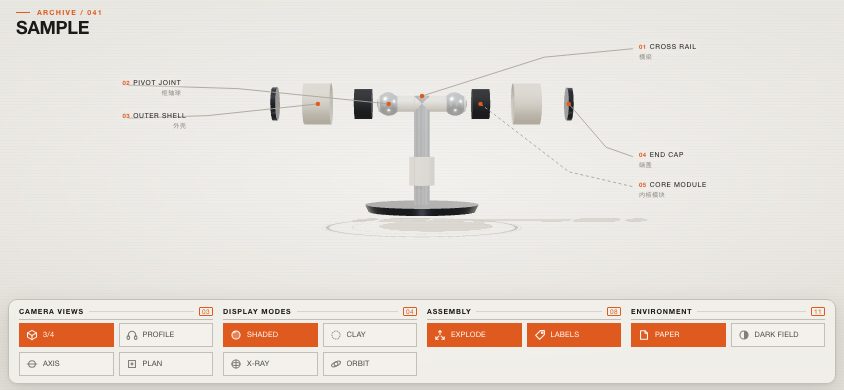 ARCHIVE / 041
SAMPLE
01 CROSS RAIL
横梁
02 PIVOT JOINT
枢轴球
03 OUTER SHELL
外壳
04 END CAP
端盖
05 CORE MODULE
内核模块
CAMERA VIEWS 03
3/4
PROFILE
AXIS
PLAN
DISPLAY MODES 04
SHADED
CLAY
X-RAY
ORBIT
ASSEMBLY 08
EXPLODE
LABELS
ENVIRONMENT 11
PAPER
DARK FIELD